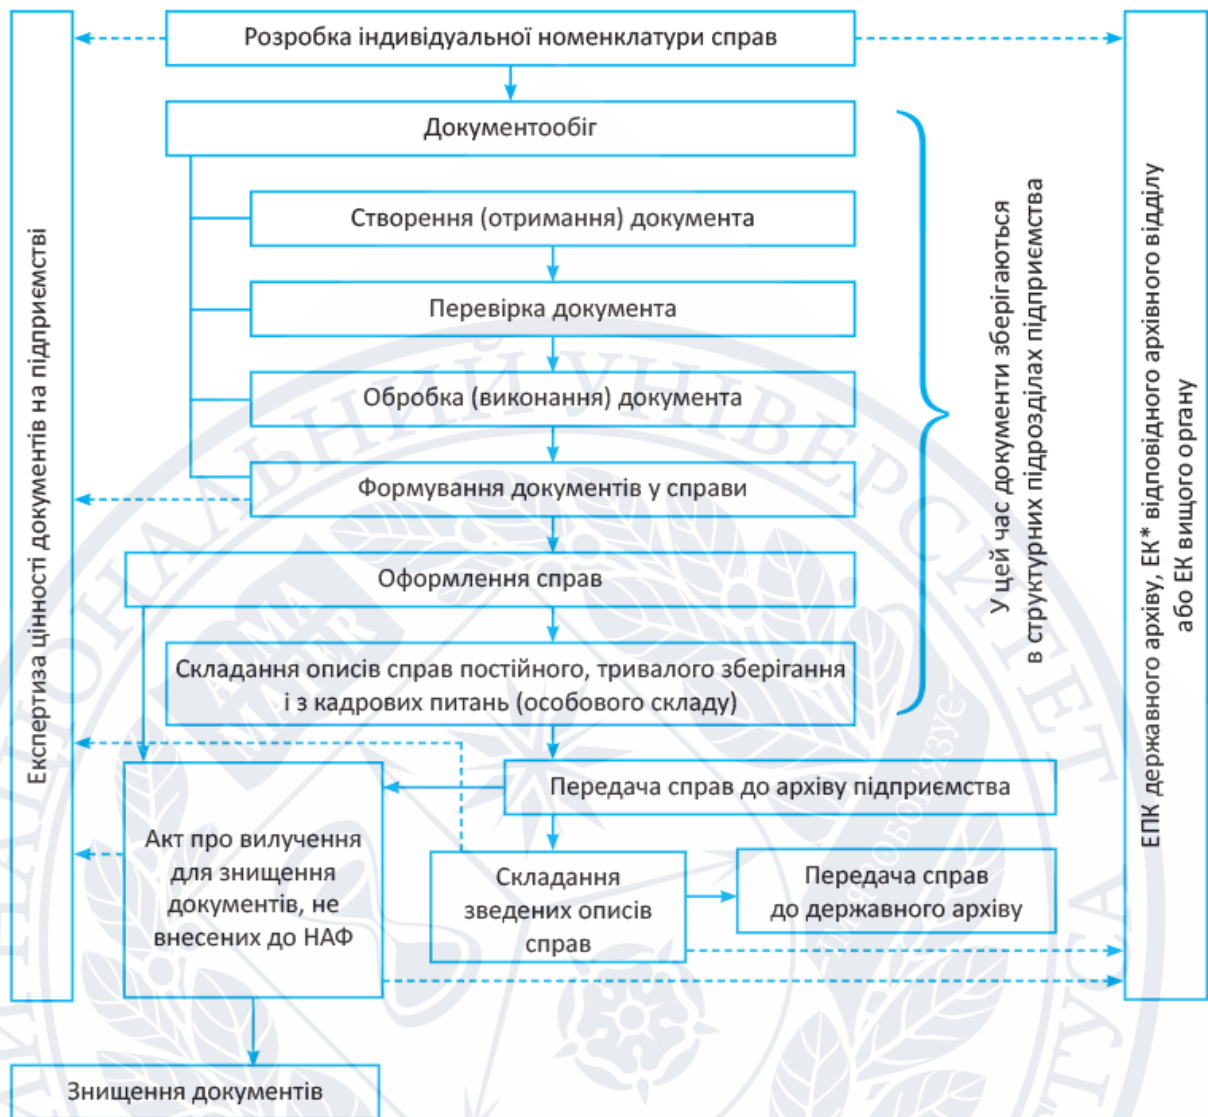 Розробка індивідуальної номенклатури справ
Документообіг
Створення (отримання) документа
Перевірка документа
Обробка (виконання) документа
Формування документів у справи
Оформлення справ
Складання описів справ постійного, тривалого зберігання
і з кадрових питань (особового складу)
Передача справ до архіву підприємства
Акт про вилучення
для знищення
документів, не
внесених до НАФ
Складання
зведених описів
справ
Передача справ
до державного архіву
Знищення документів
Експертиза цінності документів на підприємстві
У цей час документи зберігаються
в структурних підрозділах підприємства
ЕПК державного архіву, ЕК* відповідного архівного відділу
або ЕК вищого органу
НАЦІОНАЛЬНИЙ УНІВЕРСИТЕТ
ALMA
MATER